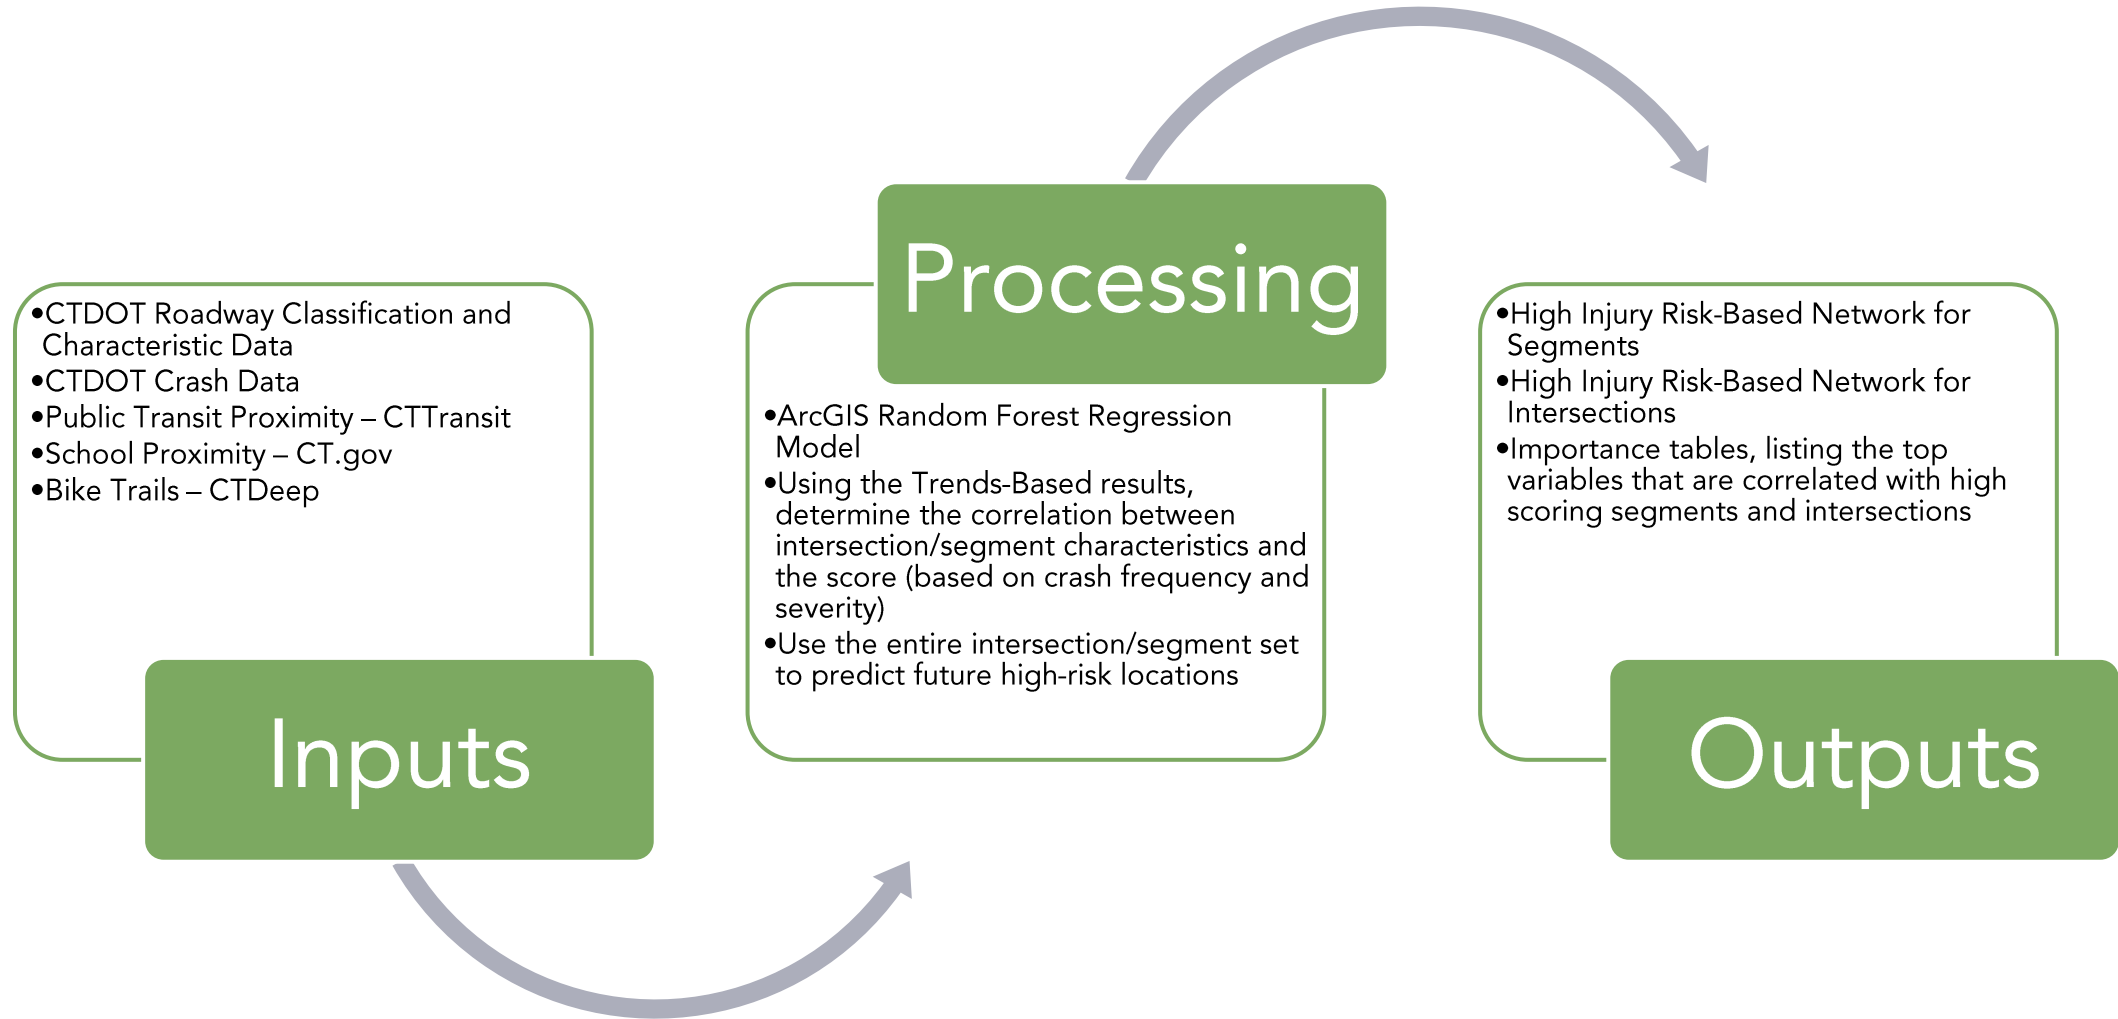 •CTDOT Roadway Classification and
Characteristic Data
•CTDOT Crash Data
•Public Transit Proximity – CTTransit
•School Proximity – CT.gov
•Bike Trails – CTDeep
Inputs
Processing
•ArcGIS Random Forest Regression
Model
•Using the Trends-Based results,
determine the correlation between
intersection/segment characteristics and
the score (based on crash frequency and
severity)
•Use the entire intersection/segment set
to predict future high-risk locations
•High Injury Risk-Based Network for
Segments
•High Injury Risk-Based Network for
Intersections
•Importance tables, listing the top
variables that are correlated with high
scoring segments and intersections
Outputs